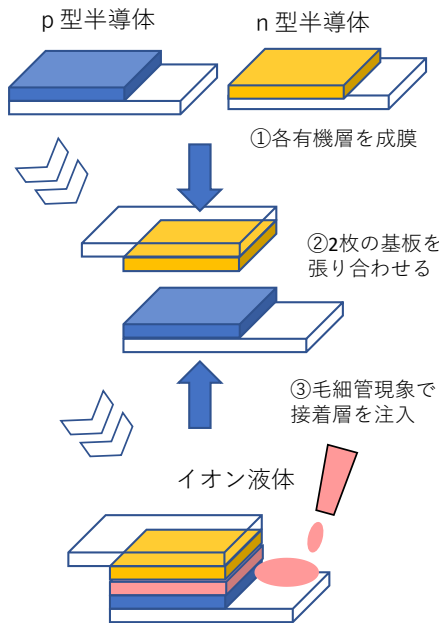 p 型半導体
n 型半導体
①各有機層を成膜
②2枚の基板を
張り合わせる
③毛細管現象で
接着層を注入
イオン液体